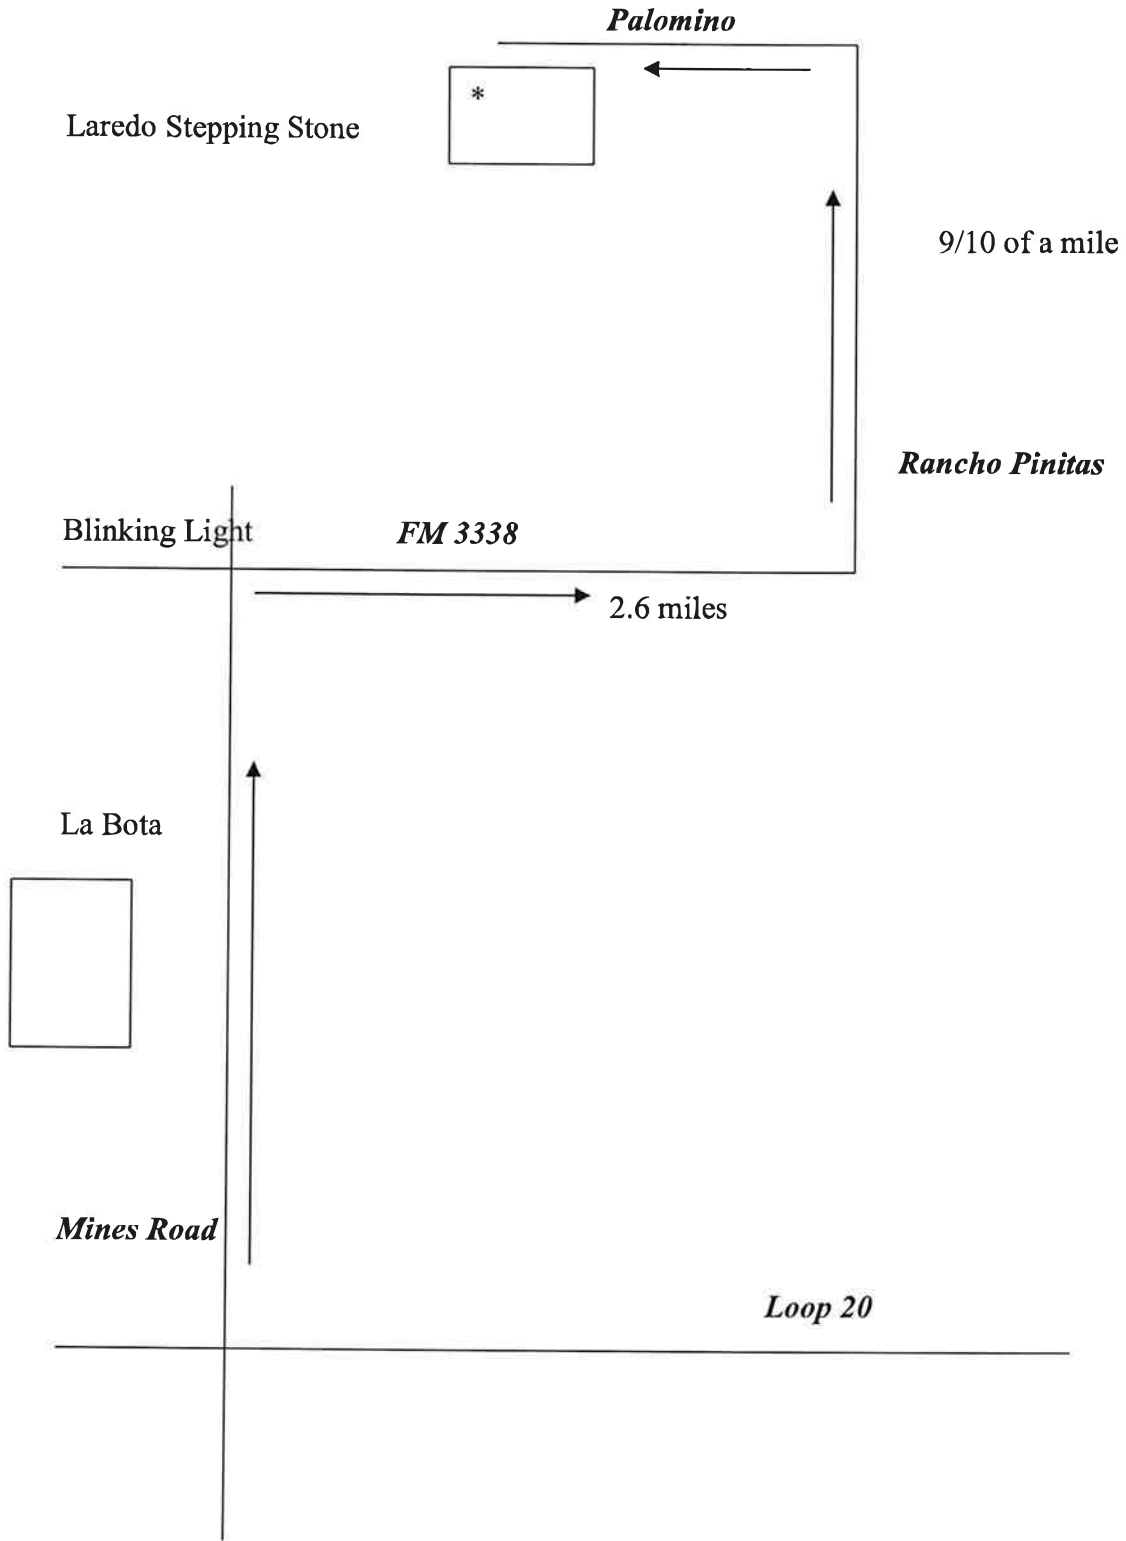 Palomino
*
Laredo Stepping Stone
9/10 of a mile
Rancho Pinitas
Blinking Light
FM 3338
2.6 miles
La Bota
Mines Road
Loop 20